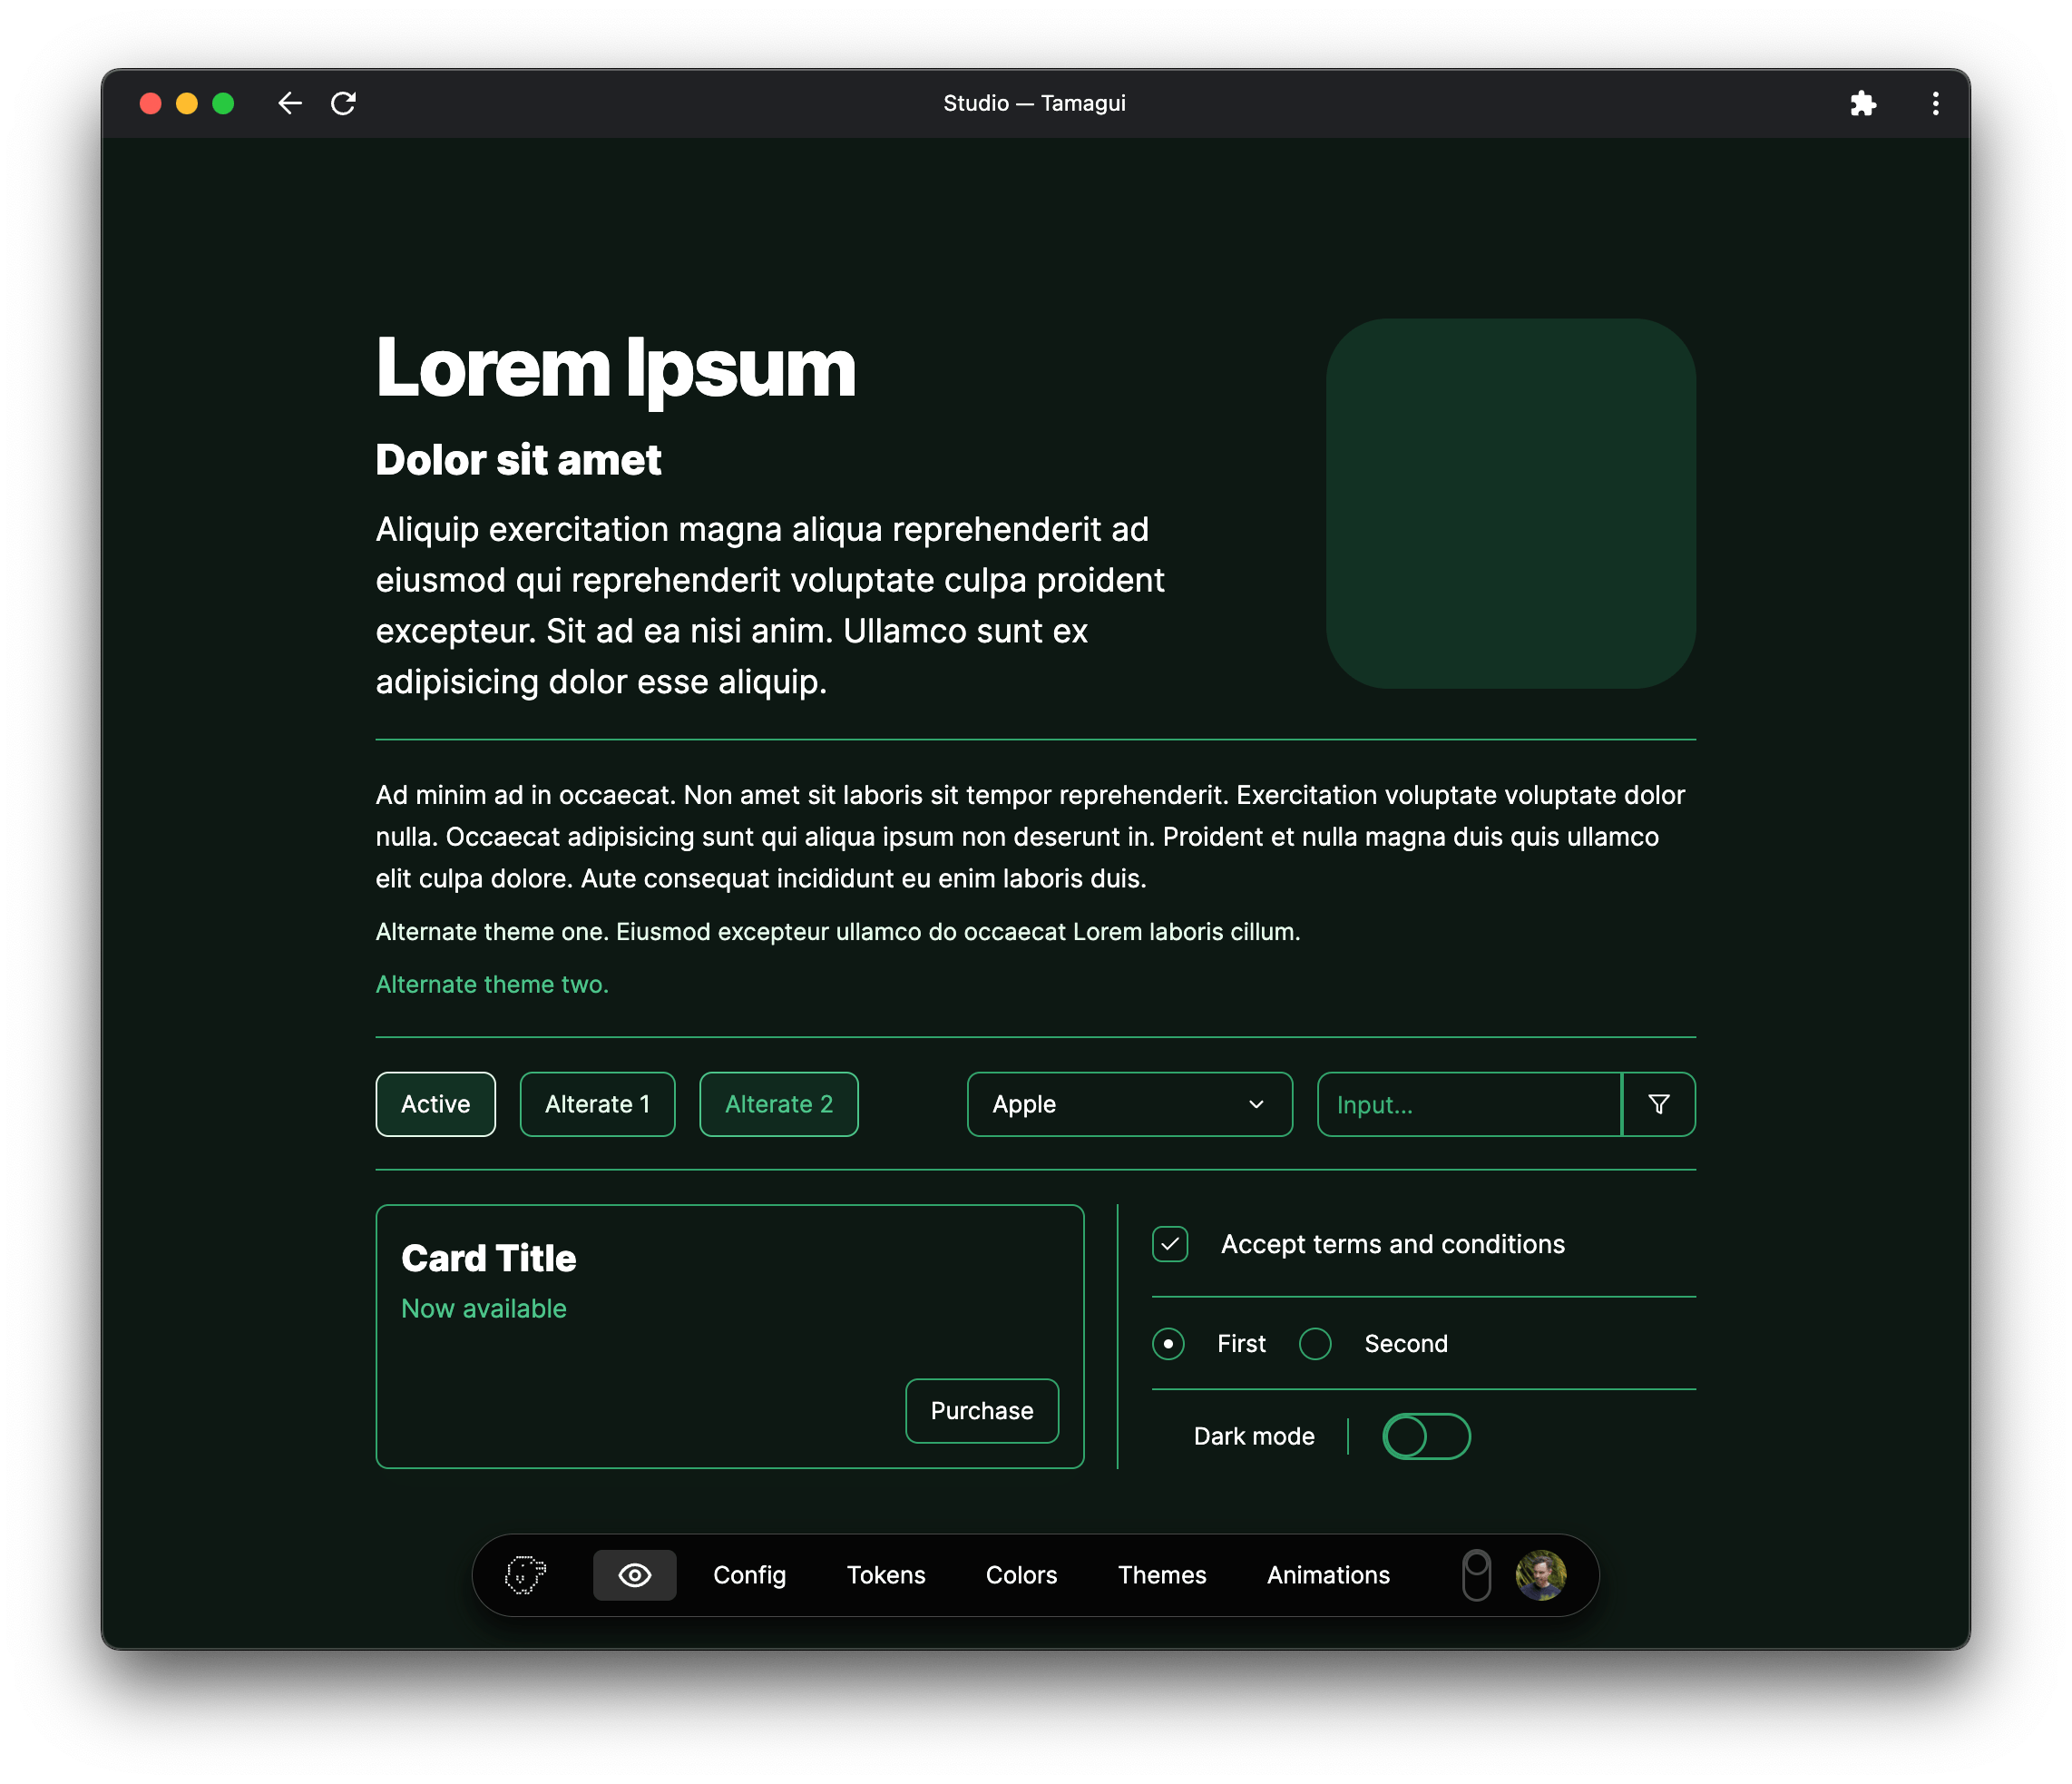 Studio — Tamagui
Lorem Ipsum
Dolor sit amet
Aliquip exercitation magna aliqua reprehenderit ad
eiusmod qui reprehenderit voluptate culpa proident
excepteur. Sit ad ea nisi anim. Ullamco sunt ex
adipisicing dolor esse aliquip.
Ad minim ad in occaecat. Non amet sit laboris sit tempor reprehenderit. Exercitation voluptate voluptate dolor
nulla. Occaecat adipisicing sunt qui aliqua ipsum non deserunt in. Proident et nulla magna duis quis ullamco
elit culpa dolore. Aute consequat incididunt eu enim laboris duis.
Alternate theme one. Eiusmod excepteur ullamco do occaecat Lorem laboris cillum.
Alternate theme two.
Active
Alterate 1
Alterate 2
Apple
Input...
Card Title
Now available
Purchase
Accept terms and conditions
First
Second
Dark mode
Config
Tokens
Colors
Themes
Animations